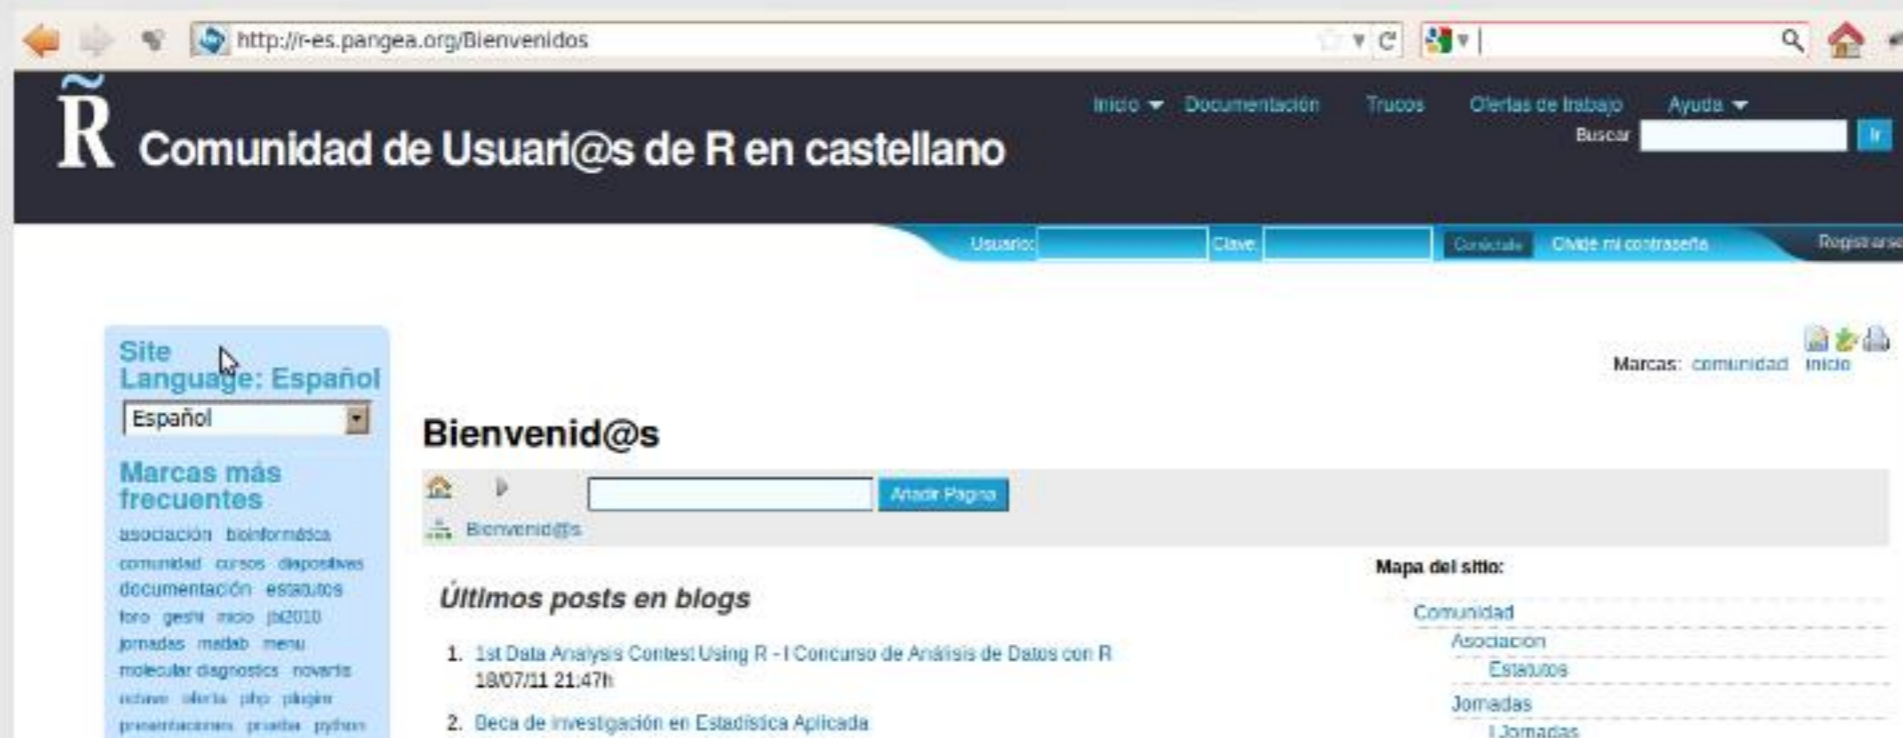 http://r-es.pangea.org/Bienvenidos
R̃ Comunidad de Usuari@s de R en castellano
Inicio Documentación Trucos Ofertas de trabajo Ayuda
Buscar Ir
Usuario: Clave: Conéctate Olvidé mi contraseña Registrarse
Site
Language: Español
Español
Marcas más
frecuentes
asociación bioinformática
comunidad cursos diapositivas
documentación estatutos
foro geshi inicio jbi2010
jornadas matlab menu
molecular diagnostics novartis
octave oferta php plugins
presentaciones prueba python
Marcas: comunidad inicio
Bienvenid@s
Añadir Página
Bienvenid@s
Últimos posts en blogs
1. 1st Data Analysis Contest Using R - I Concurso de Análisis de Datos con R
18/07/11 21:47h
2. Beca de investigación en Estadística Aplicada
Mapa del sitio:
Comunidad
Asociación
Estatutos
Jornadas
I Jornadas